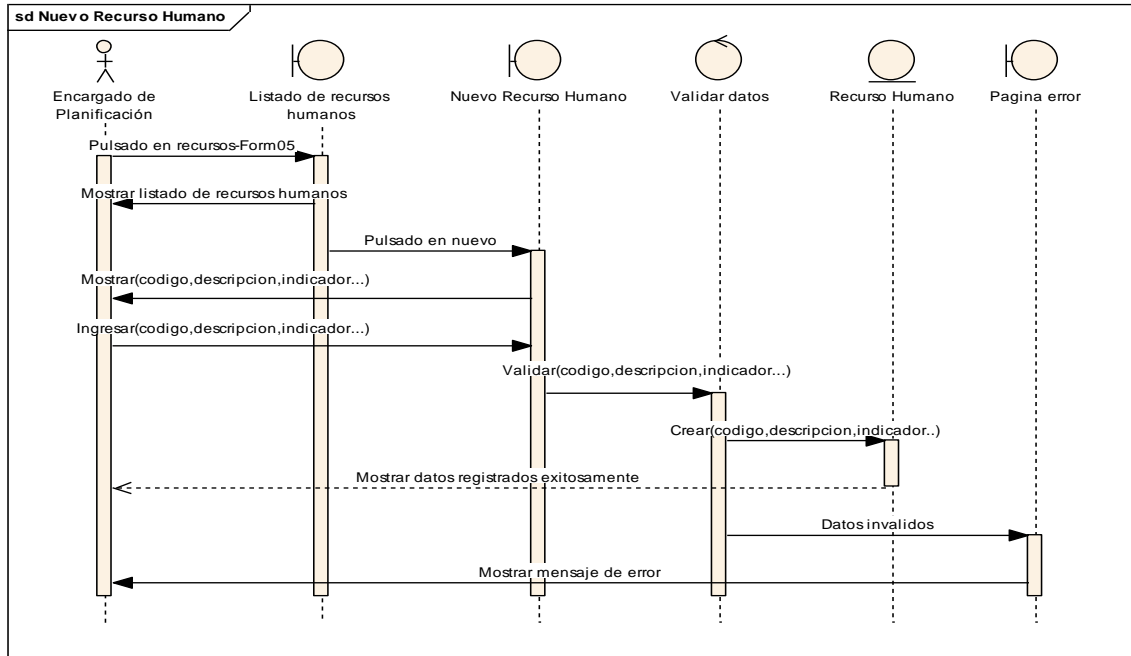 sd Nuevo Recurso Humano
Encargado de
Planificación
Listado de recursos
humanos
Nuevo Recurso Humano
Validar datos
Recurso Humano
Pagina error
Pulsado en recursos-Form05
Mostrar listado de recursos humanos
Pulsado en nuevo
Mostrar(codigo,descripcion,indicador...)
Ingresar(codigo,descripcion,indicador...)
Validar(codigo,descripcion,indicador...)
Crear(codigo,descripcion,indicador..)
Mostrar datos registrados exitosamente
Datos invalidos
Mostrar mensaje de error